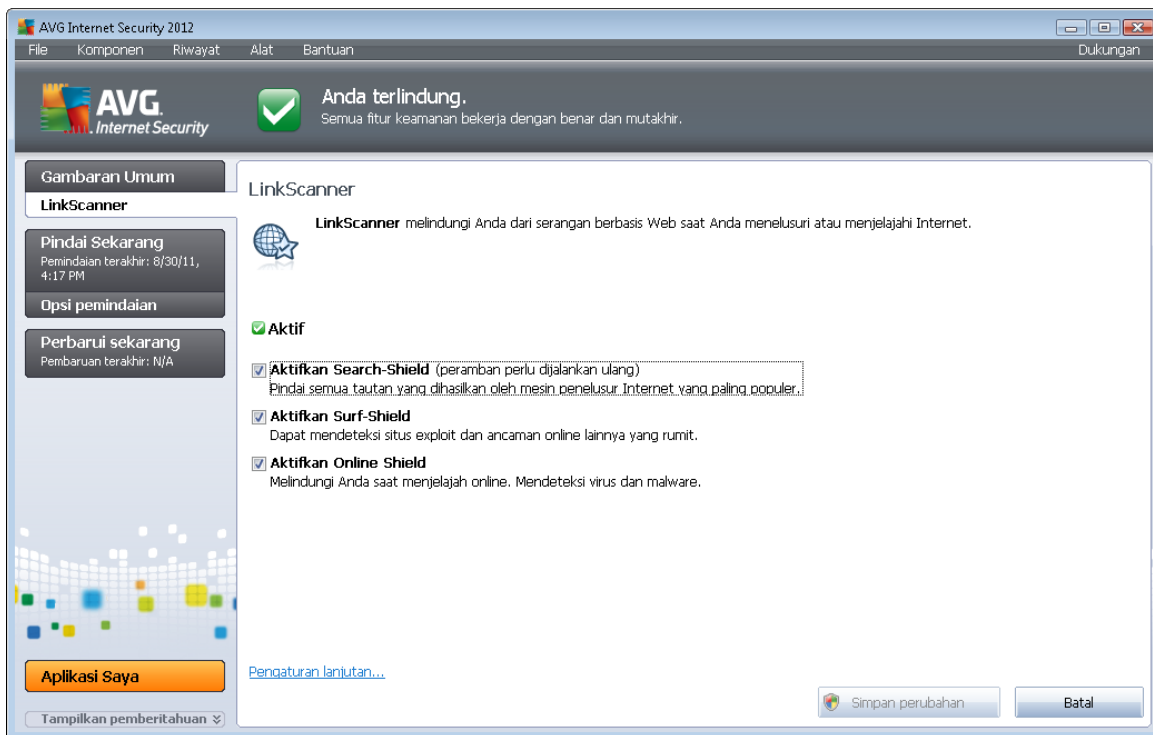 AVG Internet Security 2012
File Komponen Riwayat Alat Bantuan Dukungan
AVG.
Internet Security
Anda terlindung.
Semua fitur keamanan bekerja dengan benar dan mutakhir.
Gambaran Umum
LinkScanner
Pindai Sekarang
Pemindaian terakhir: 8/30/11,
4:17 PM
Opsi pemindaian
Perbarui sekarang
Pembaruan terakhir: N/A
Aplikasi Saya
Tampilkan pemberitahuan
LinkScanner
LinkScanner melindungi Anda dari serangan berbasis Web saat Anda menelusuri atau menjelajahi Internet.
Aktif
Aktifkan Search-Shield (peramban perlu dijalankan ulang)
Pindai semua tautan yang dihasilkan oleh mesin penelusur Internet yang paling populer.
Aktifkan Surf-Shield
Dapat mendeteksi situs exploit dan ancaman online lainnya yang rumit.
Aktifkan Online Shield
Melindungi Anda saat menjelajah online. Mendeteksi virus dan malware.
Pengaturan lanjutan...
Simpan perubahan
Batal